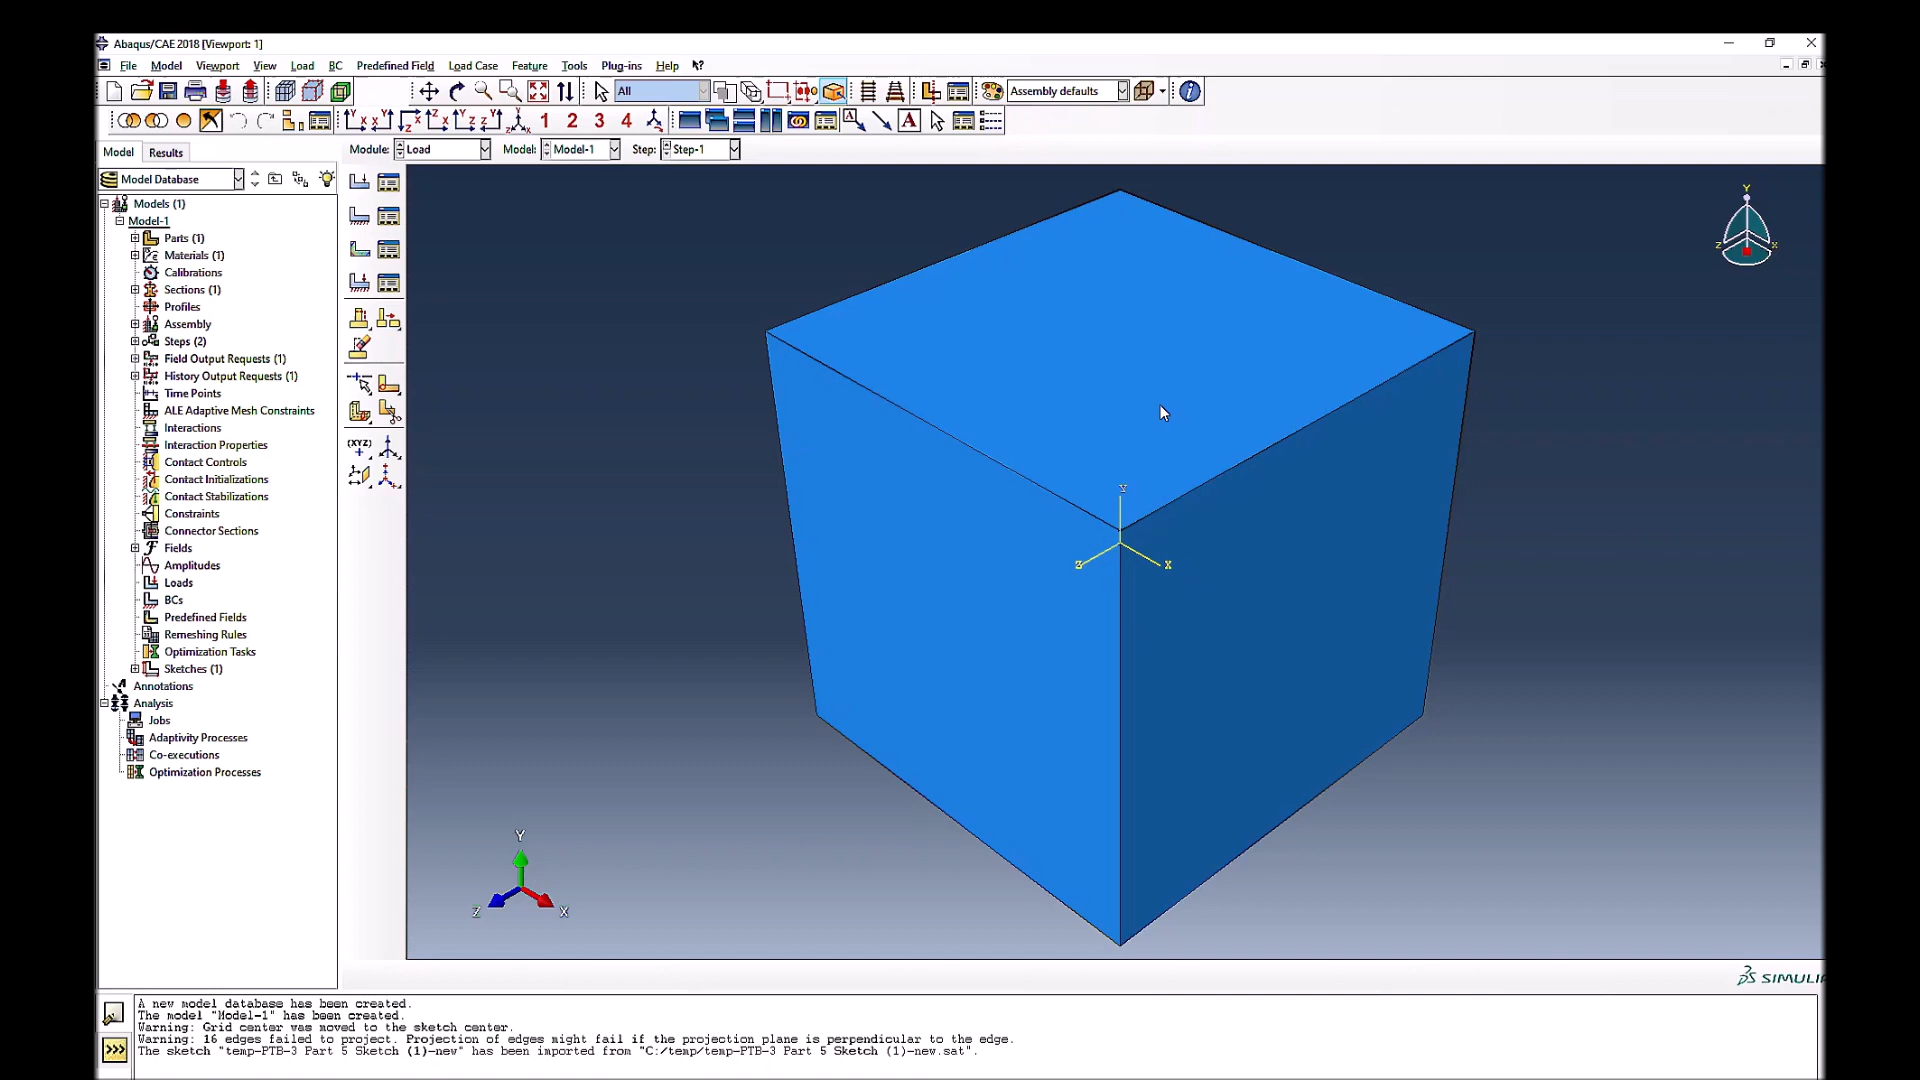 Abaqus/CAE 2018 [Viewport: 1]
File Model Viewport View Load BC Predefined Field Load Case Feature Tools Plug-ins Help
All
Assembly defaults
1 2 3 4
A
Model Results
Module: Load Model: Model-1 Step: Step-1
Model Database
Models (1)
Model-1
Parts (1)
Materials (1)
Calibrations
Sections (1)
Profiles
Assembly
Steps (2)
Field Output Requests (1)
History Output Requests (1)
Time Points
ALE Adaptive Mesh Constraints
Interactions
Interaction Properties
Contact Controls
Contact Initializations
Contact Stabilizations
Constraints
Connector Sections
Fields
Amplitudes
Loads
BCs
Predefined Fields
Remeshing Rules
Optimization Tasks
Sketches (1)
Annotations
Analysis
Jobs
Adaptivity Processes
Co-executions
Optimization Processes
(XYZ)
Y
Z X
Y
Z X
Y
Z X
SIMULI
A new model database has been created.
The model "Model-1" has been created.
Warning: Grid center was moved to the sketch center.
Warning: 16 edges failed to project. Projection of edges might fail if the projection plane is perpendicular to the edge.
The sketch "temp-PTB-3 Part 5 Sketch (1)-new" has been imported from "C:/temp/temp-PTB-3 Part 5 Sketch (1)-new.sat".
>>>